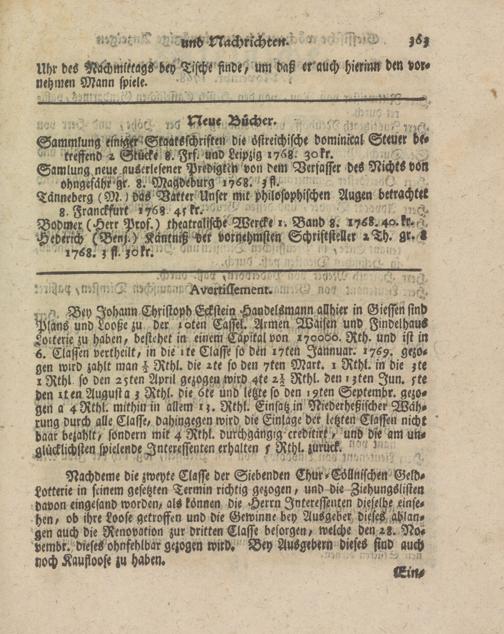 und Nachrichten. 363
Uhr des Nachmittags bey Tische finde, um daß er auch hierinn den vor-
nehmen Mann spiele.
Neue Bücher.
Sammlung einiger Staatsschriften die östreichische dominical Steuer be-
treffend 2 Stücke 8. Frf. und Leipzig 1768. 30 kr.
Samlung neue auserlesener Predigten von dem Verfasser des Nichts von
ohngefähr gr. 8. Magdeburg 1768. 3 fl.
Tänneberg (M.) das Vatter Unser mit philosophischen Augen betrachtet
8. Franckfurt 1768. 45 kr.
Bodmer (Herr Prof.) theatralische Wercke 1. Band 8. 1768. 40. kr.
Hederich (Benj.) Käntniß der vornehmsten Schriftsteller 2 Th. gr. 8
1768. 3 fl. 30 kr.
Avertissement.
Bey Johann Christoph Eckstein Handelsmann allhier in Giessen sind
Plans und Looße zu der 10ten Cassel. Armen Waisen und Findelhaus
Lotterie zu haben, bestehet in einem Capital von 170000. Rth. und ist in
6. Classen vertheilt, in die 1te Classe so den 17ten Jannuar. 1769. gezo-
gen wird zahlt man ½ Rthl. die 2te so den 7ten Mart. 1 Rthl. in die 3te
1 Rthl. so den 25ten April gezogen wird 4te 2½ Rthl. den 13ten Jun. 5te
den 1ten August a 3 Rthl. die 6te und letzte so den 19ten Septembr. gezo-
gen a 4 Rthl. mithin in allem 13. Rthl. Einsatz in Niederheßischer Wäh-
rung durch alle Classe, dahingegen wird die Einlage der letzten Classen nicht
baar bezahlt, sondern mit 4 Rthl. durchgängig creditirt, und die am un-
glücklichsten spielende Interessenten erhalten 5 Rthl. zurück.
Nachdeme die zweyte Classe der Siebenden Chur-Cöllnischen Geld-
Lotterie in seinem gesetzten Termin richtig gezogen, und die Ziehungslisten
davon eingesand worden, als können die Herrn Interessenten dieselhe einse-
hen, ob ihre Loose getroffen und die Gewinne bey Ausgeber dieses ablan-
gen auch die Renovation zur dritten Classe besorgen, welche den 28. No-
vembr. dieses ohnfehlbar gezogen wird. Bey Ausgebern dieses sind auch
noch Kaufloose zu haben.
Ein-